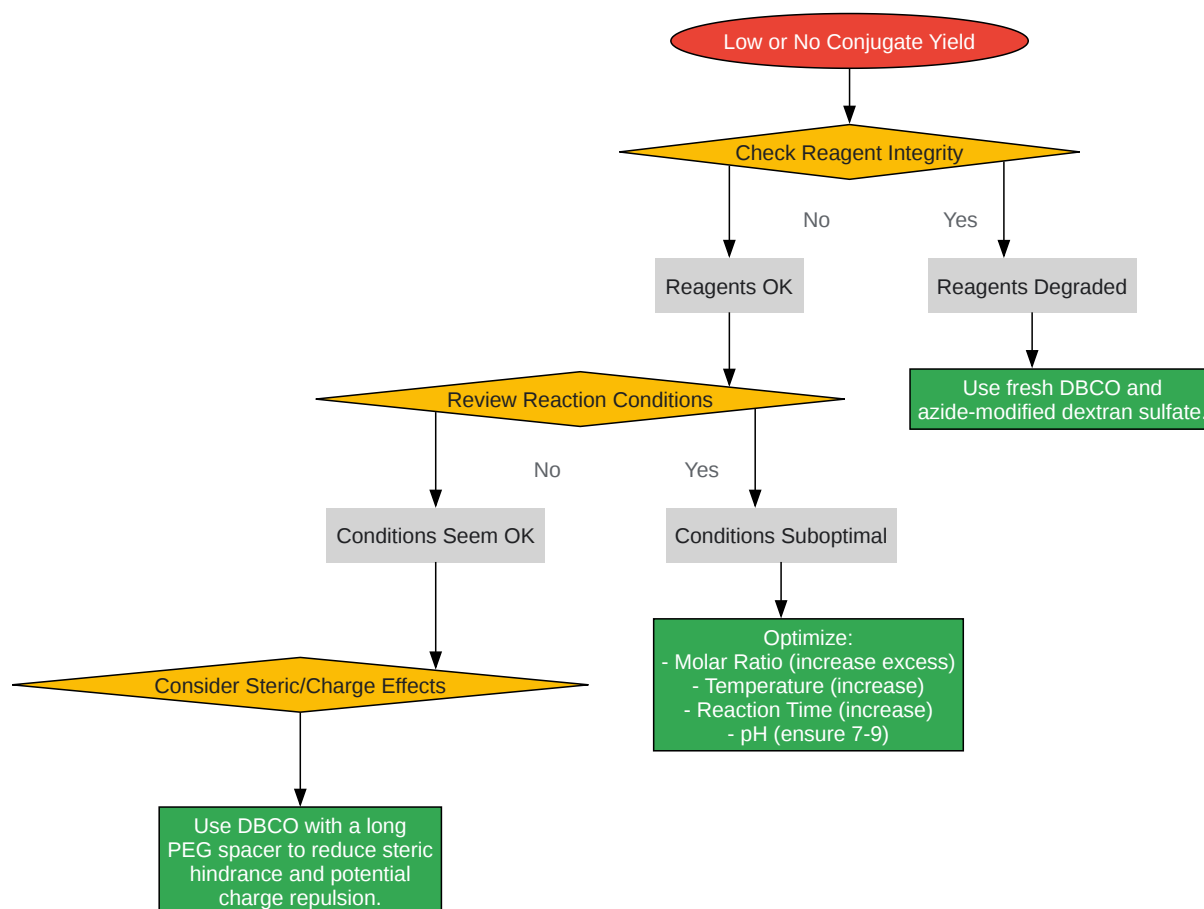 Low or No Conjugate Yield
Check Reagent Integrity
No
Yes
Reagents OK
Reagents Degraded
Use fresh DBCO and
azide-modified dextran sulfate.
Review Reaction Conditions
No
Yes
Conditions Seem OK
Conditions Suboptimal
Optimize:
- Molar Ratio (increase excess)
- Temperature (increase)
- Reaction Time (increase)
- pH (ensure 7-9)
Consider Steric/Charge Effects
Use DBCO with a long
PEG spacer to reduce steric
hindrance and potential
charge repulsion.